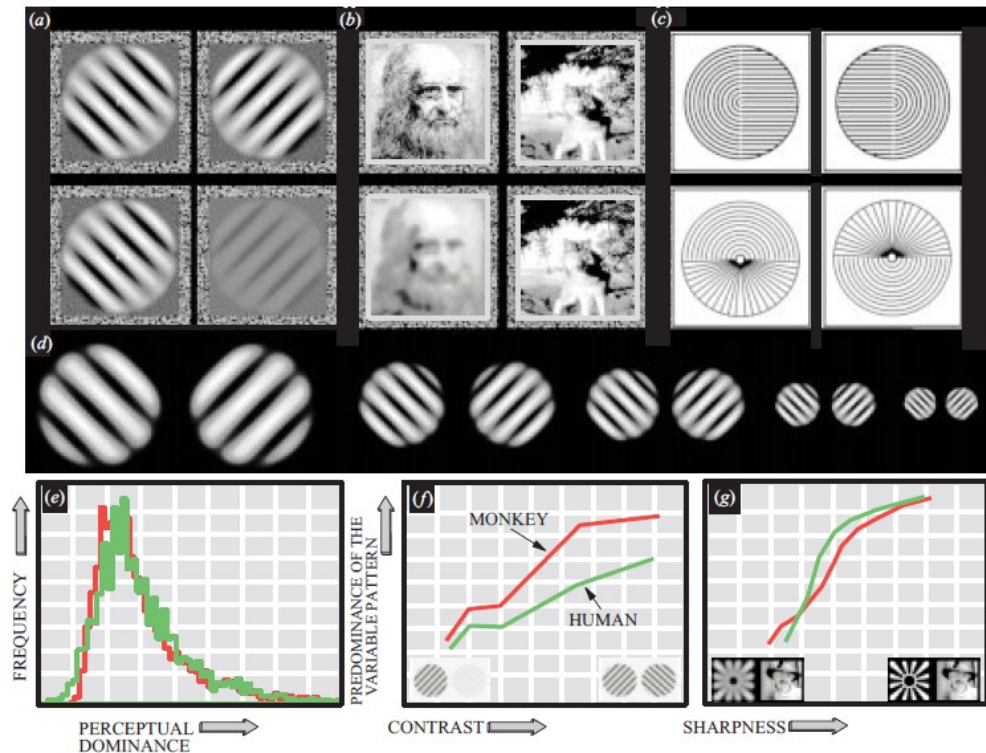 (a)
(b)
(c)
(d)
(e)
(f)
(g)
FREQUENCY
PERCEPTUAL
DOMINANCE
PREDOMINANCE OF THE
VARIABLE PATTERN
MONKEY
HUMAN
CONTRAST
SHARPNESS